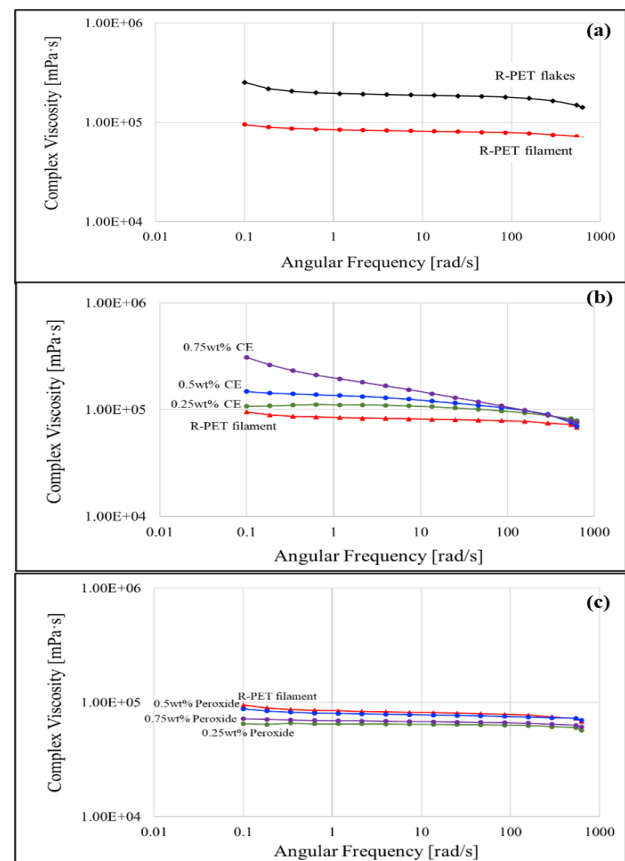 (a)
1.00E+06
1.00E+05
1.00E+04
Complex Viscosity [mPa·s]
R-PET flakes
R-PET filament
0.01
0.1
1
10
100
1000
Angular Frequency [rad/s]
(b)
1.00E+06
1.00E+05
1.00E+04
Complex Viscosity [mPa·s]
0.75wt% CE
0.5wt% CE
0.25wt% CE
R-PET filament
0.01
0.1
1
10
100
1000
Angular Frequency [rad/s]
(c)
1.00E+06
1.00E+05
1.00E+04
Complex Viscosity [mPa·s]
R-PET filament
0.5wt% Peroxide
0.75wt% Peroxide
0.25wt% Peroxide
0.01
0.1
1
10
100
1000
Angular Frequency [rad/s]